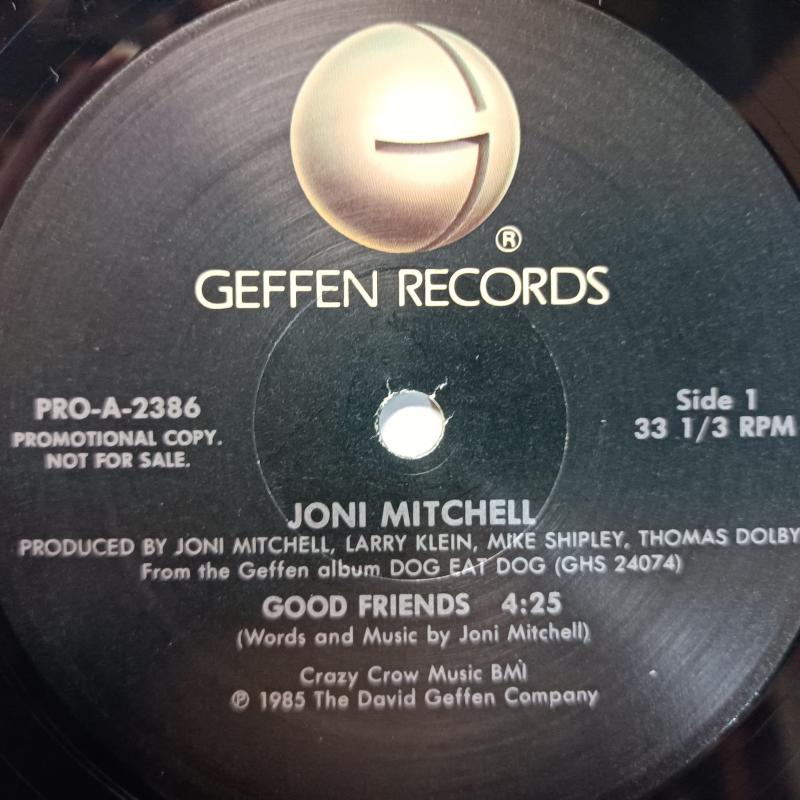 ®
GEFFEN RECORDS
PRO-A-2386
PROMOTIONAL COPY.
NOT FOR SALE.
Side 1
33 1/3 RPM
JONI MITCHELL
PRODUCED BY JONI MITCHELL, LARRY KLEIN, MIKE SHIPLEY, THOMAS DOLBY
From the Geffen album DOG EAT DOG (GHS 24074)
GOOD FRIENDS 4:25
(Words and Music by Joni Mitchell)
Crazy Crow Music BMI
℗ 1985 The David Geffen Company